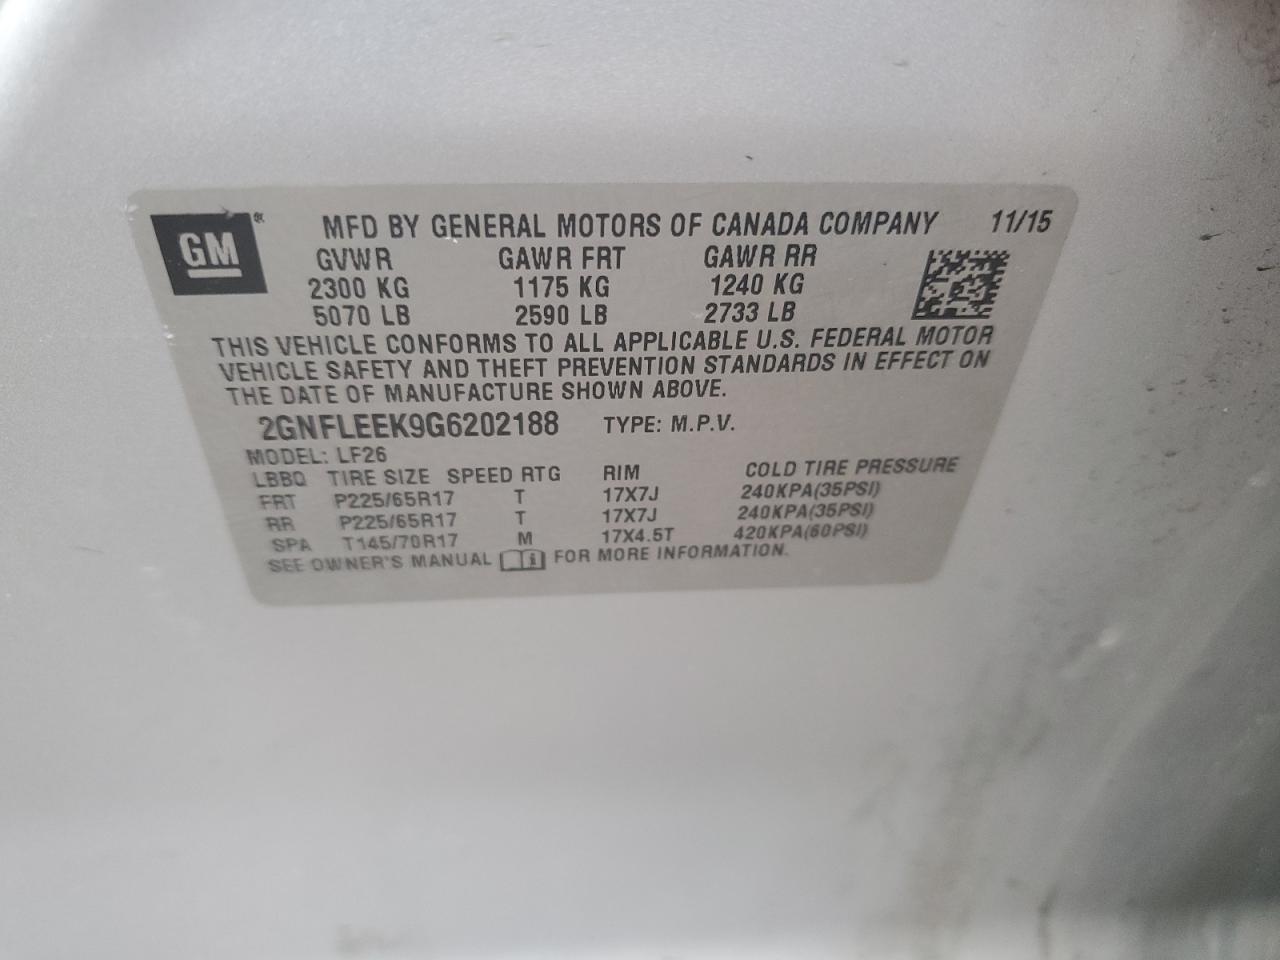 GM
MFD BY GENERAL MOTORS OF CANADA COMPANY 11/15
GVWR GAWR FRT GAWR RR
2300 KG 1175 KG 1240 KG
5070 LB 2590 LB 2733 LB
THIS VEHICLE CONFORMS TO ALL APPLICABLE U.S. FEDERAL MOTOR
VEHICLE SAFETY AND THEFT PREVENTION STANDARDS IN EFFECT ON
THE DATE OF MANUFACTURE SHOWN ABOVE.
2GNFLEEK9G6202188 TYPE: M.P.V.
MODEL: LF26
LBBQ TIRE SIZE SPEED RTG RIM COLD TIRE PRESSURE
FRT P225/65R17 T 17X7J 240KPA(35PSI)
RR P225/65R17 T 17X7J 240KPA(35PSI)
SPA T145/70R17 M 17X4.5T 420KPA(60PSI)
SEE OWNER'S MANUAL FOR MORE INFORMATION.